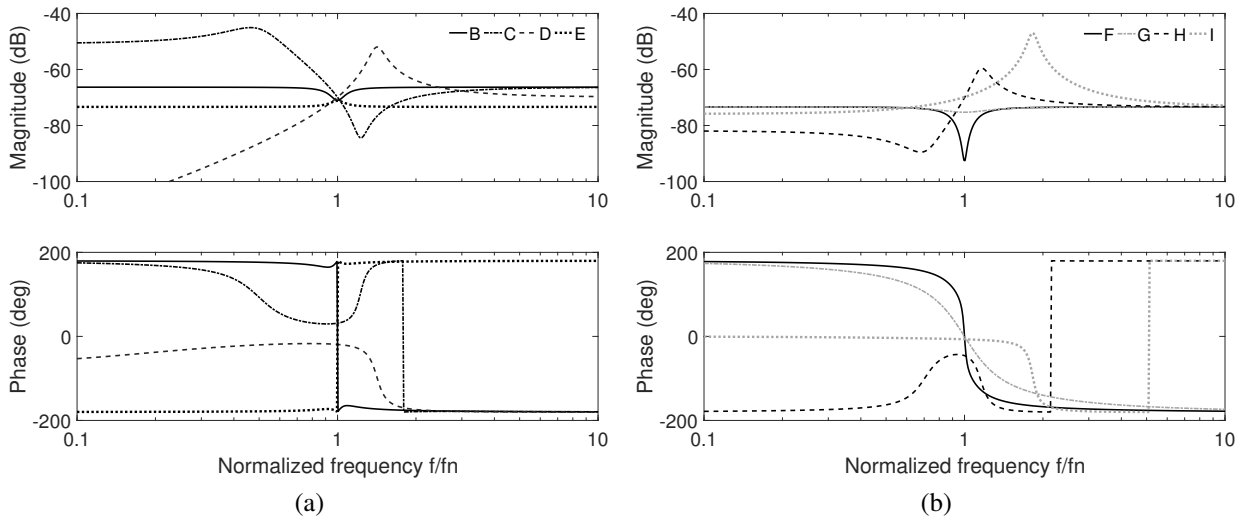 -40
-60
-80
-100
Magnitude (dB)
B C D E
0.1 1 10
200
0
-200
Phase (deg)
0.1 1 10
Normalized frequency f/fn
(a)
-40
-60
-80
-100
Magnitude (dB)
F G H I
0.1 1 10
200
0
-200
Phase (deg)
0.1 1 10
Normalized frequency f/fn
(b)